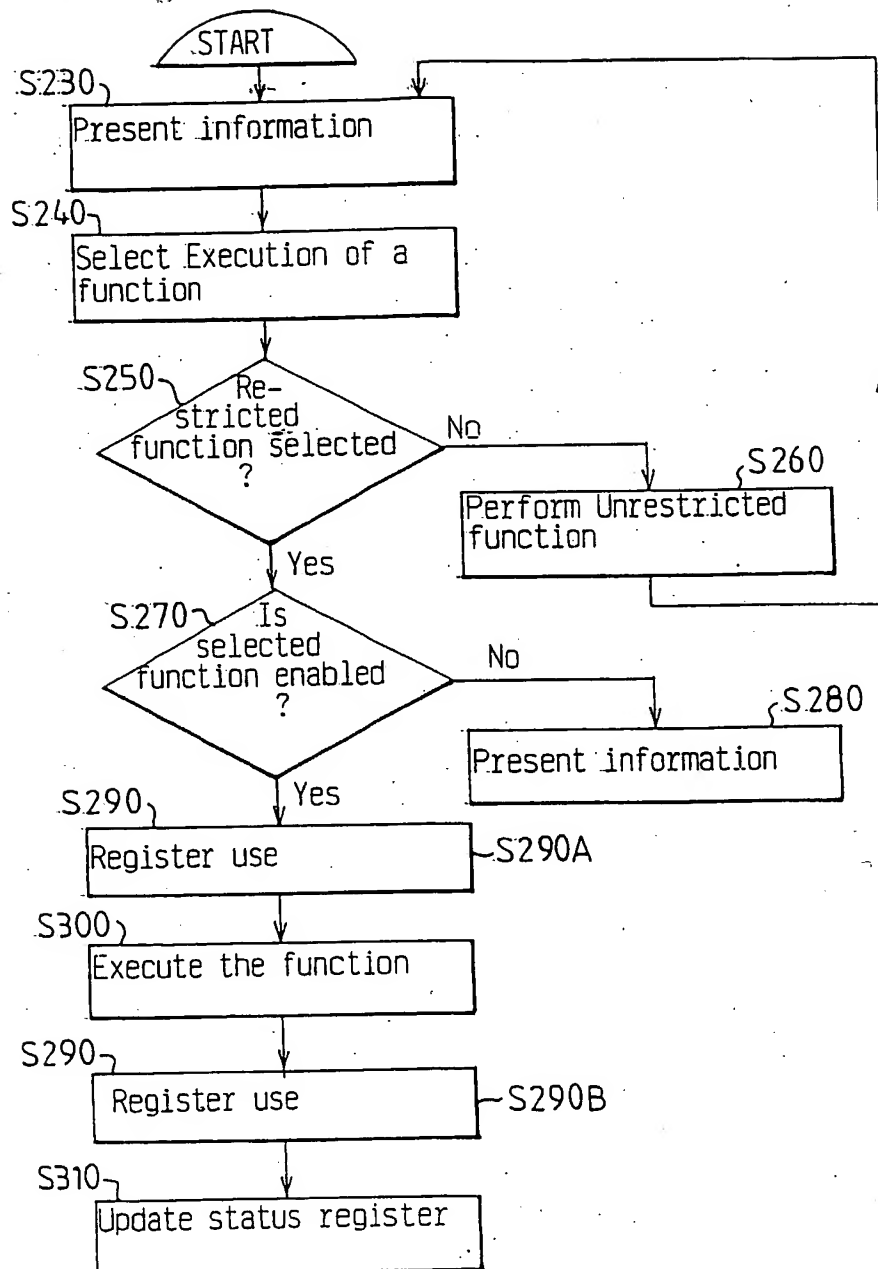 START
S230
Present information
S240
Select Execution of a
function
S250
Re-
stricted
function selected
?
No
S260
Perform Unrestricted
function
Yes
S270
Is
selected
function enabled
?
No
S280
Present information
Yes
S290
Register use
S290A
S300
Execute the function
S290
Register use
S290B
S310
Update status register